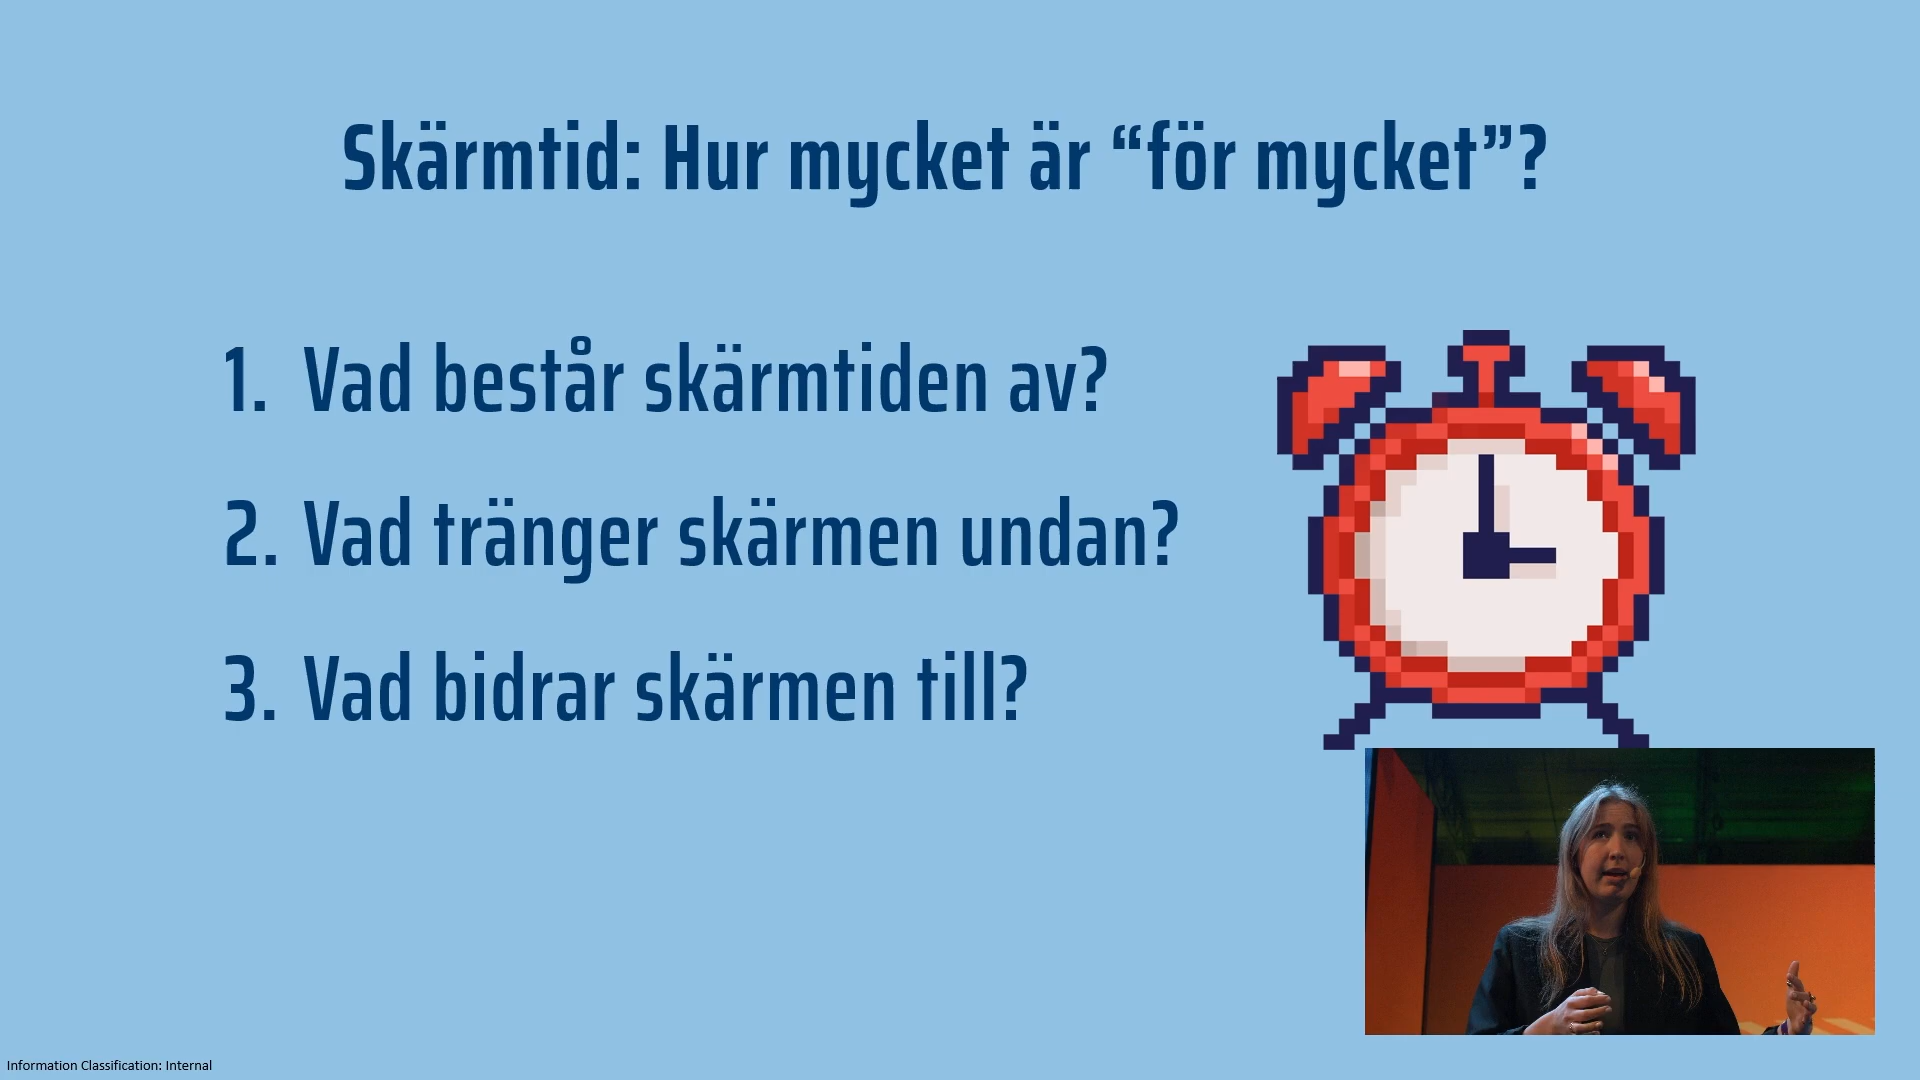 Skärmtid: Hur mycket är “för mycket”?
1. Vad består skärmtiden av?
2. Vad tränger skärmen undan?
3. Vad bidrar skärmen till?
Information Classification: Internal